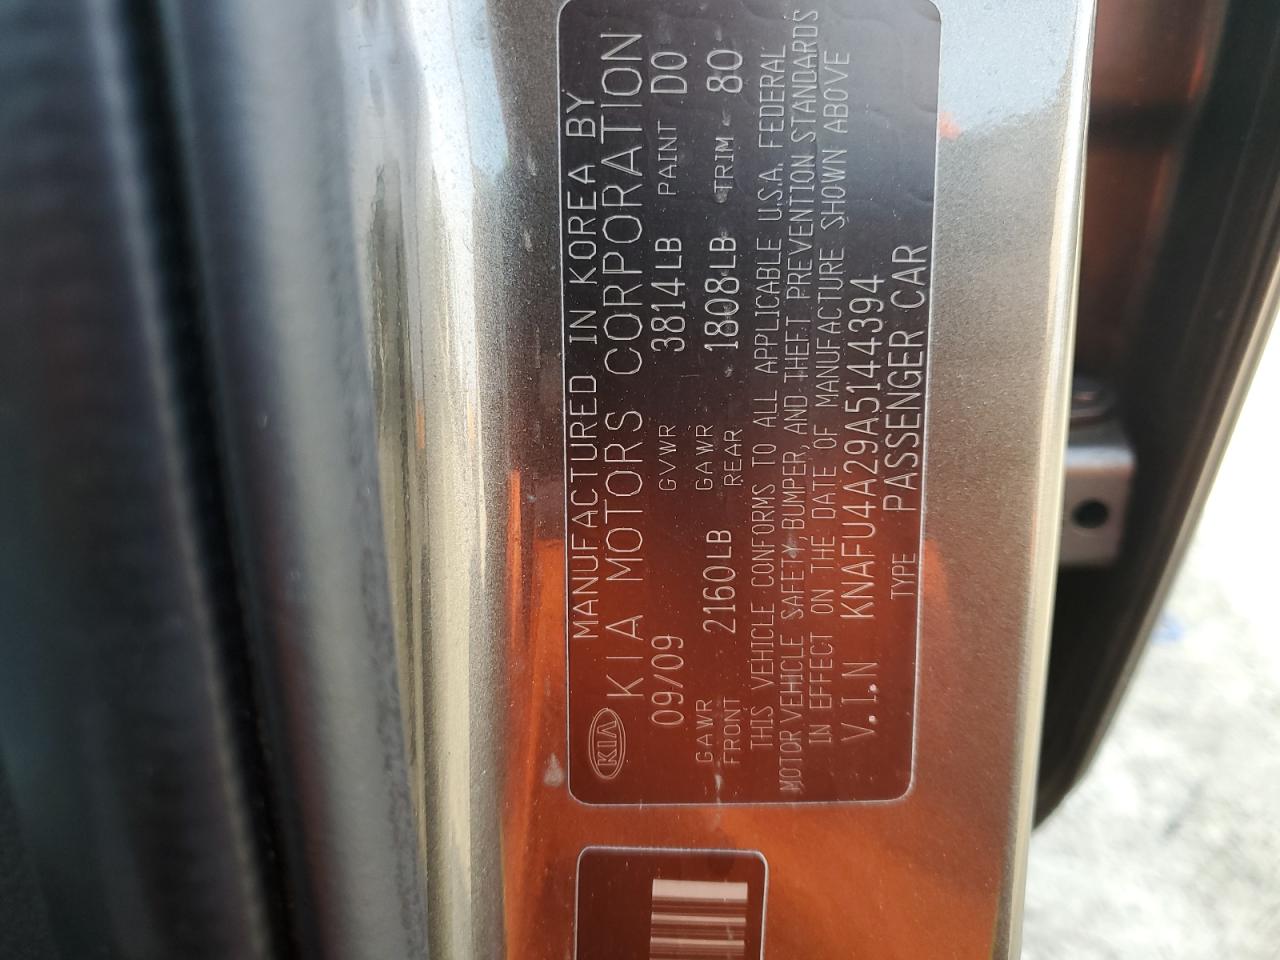 MANUFACTURED IN KOREA BY
KIA KIA MOTORS CORPORATION
09/09 GVWR 3814LB PAINT D0
GAWR FRONT 2160LB GAWR REAR 1808LB TRIM 80
THIS VEHICLE CONFORMS TO ALL APPLICABLE U.S.A. FEDERAL
MOTOR VEHICLE SAFETY, BUMPER, AND THEFT PREVENTION STANDARDS
IN EFFECT ON THE DATE OF MANUFACTURE SHOWN ABOVE
V.I.N KNAFU4A29A5144394
TYPE PASSENGER CAR